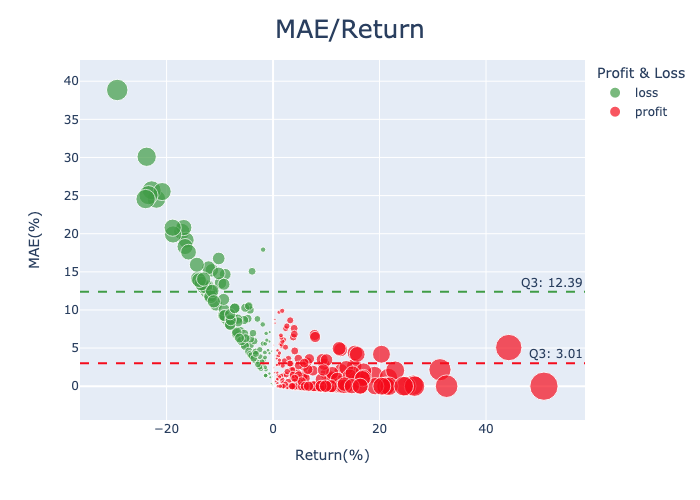 MAE/Return
Profit & Loss
loss
profit
MAE(%)
40
35
30
25
20
15
10
5
0
Q3: 12.39
Q3: 3.01
−20
0
20
40
Return(%)